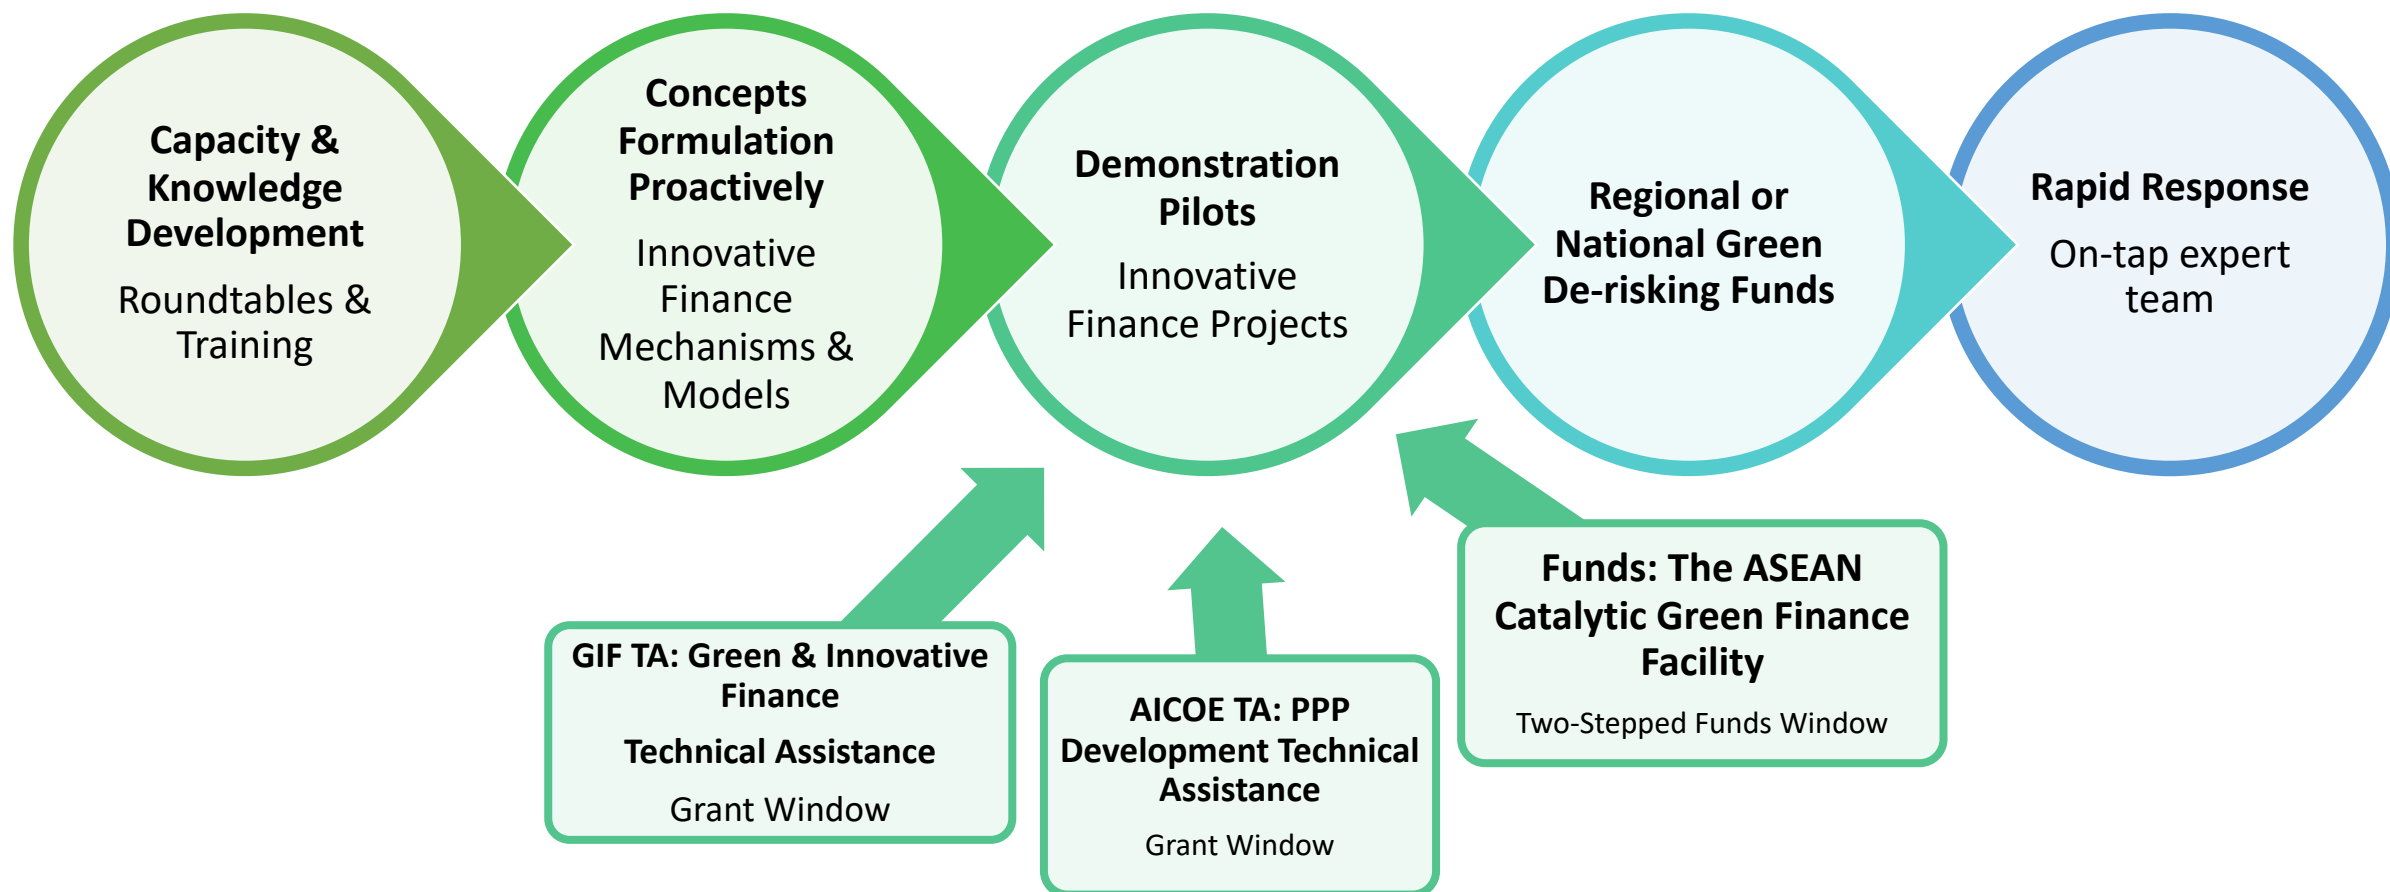 Capacity &
Knowledge
Development
Roundtables &
Training
Concepts
Formulation
Proactively
Innovative
Finance
Mechanisms &
Models
Demonstration
Pilots
Innovative
Finance Projects
Regional or
National Green
De-risking Funds
Rapid Response
On-tap expert
team
GIF TA: Green & Innovative
Finance
Technical Assistance
Grant Window
AICOE TA: PPP
Development Technical
Assistance
Grant Window
Funds: The ASEAN
Catalytic Green Finance
Facility
Two-Stepped Funds Window